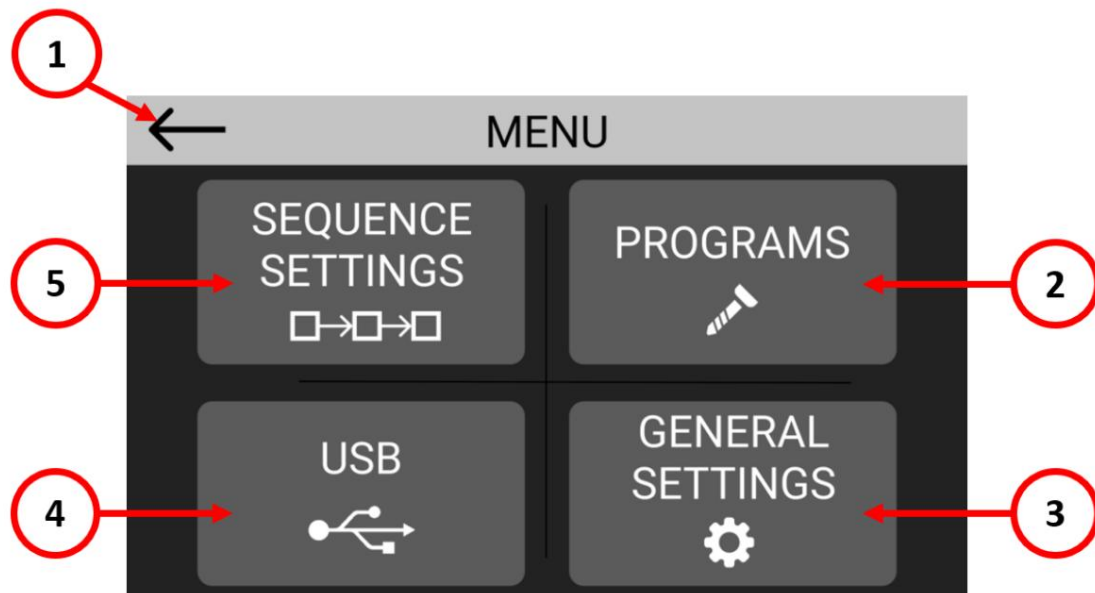 1
MENU
SEQUENCE
SETTINGS
PROGRAMS
5
2
USB
GENERAL
SETTINGS
4
3